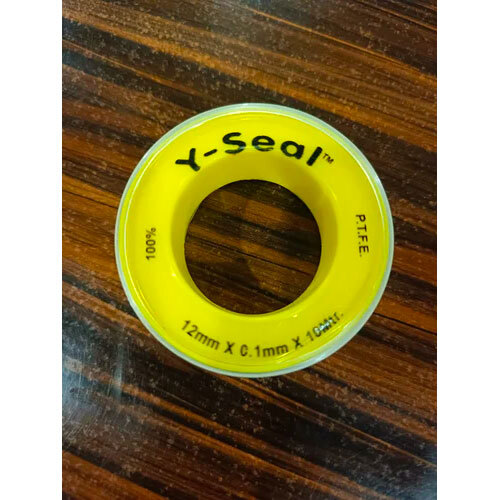 Y-Seal™
100%
P.T.F.E.
12mm X 0.1mm X 10Mtr.